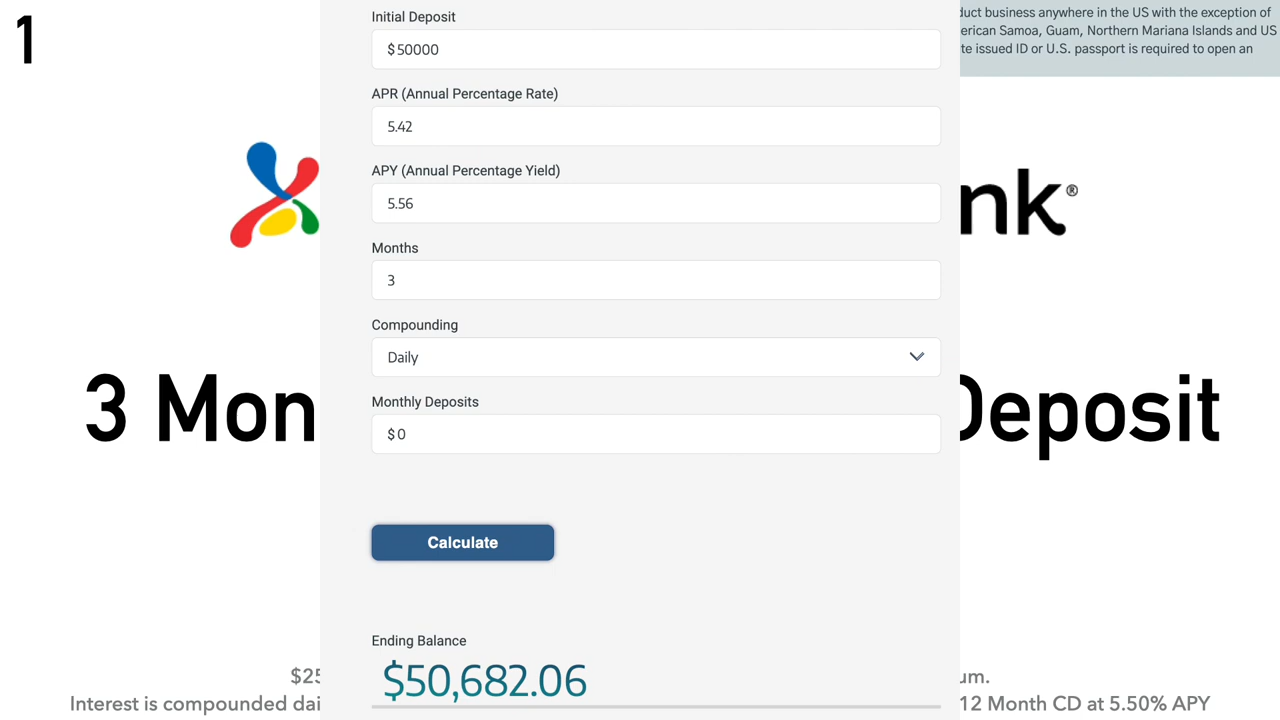 1
Initial Deposit
$50000
APR (Annual Percentage Rate)
5.42
APY (Annual Percentage Yield)
5.56
Months
3
Compounding
Daily
Monthly Deposits
$0
Calculate
Ending Balance
$50,682.06
business anywhere in the US with the exception of
Samoa, Guam, Northern Mariana Islands and US
issued ID or U.S. passport is required to open an
nk®
3 Mon
Deposit
$25
um.
Interest is compounded dai
12 Month CD at 5.50% APY